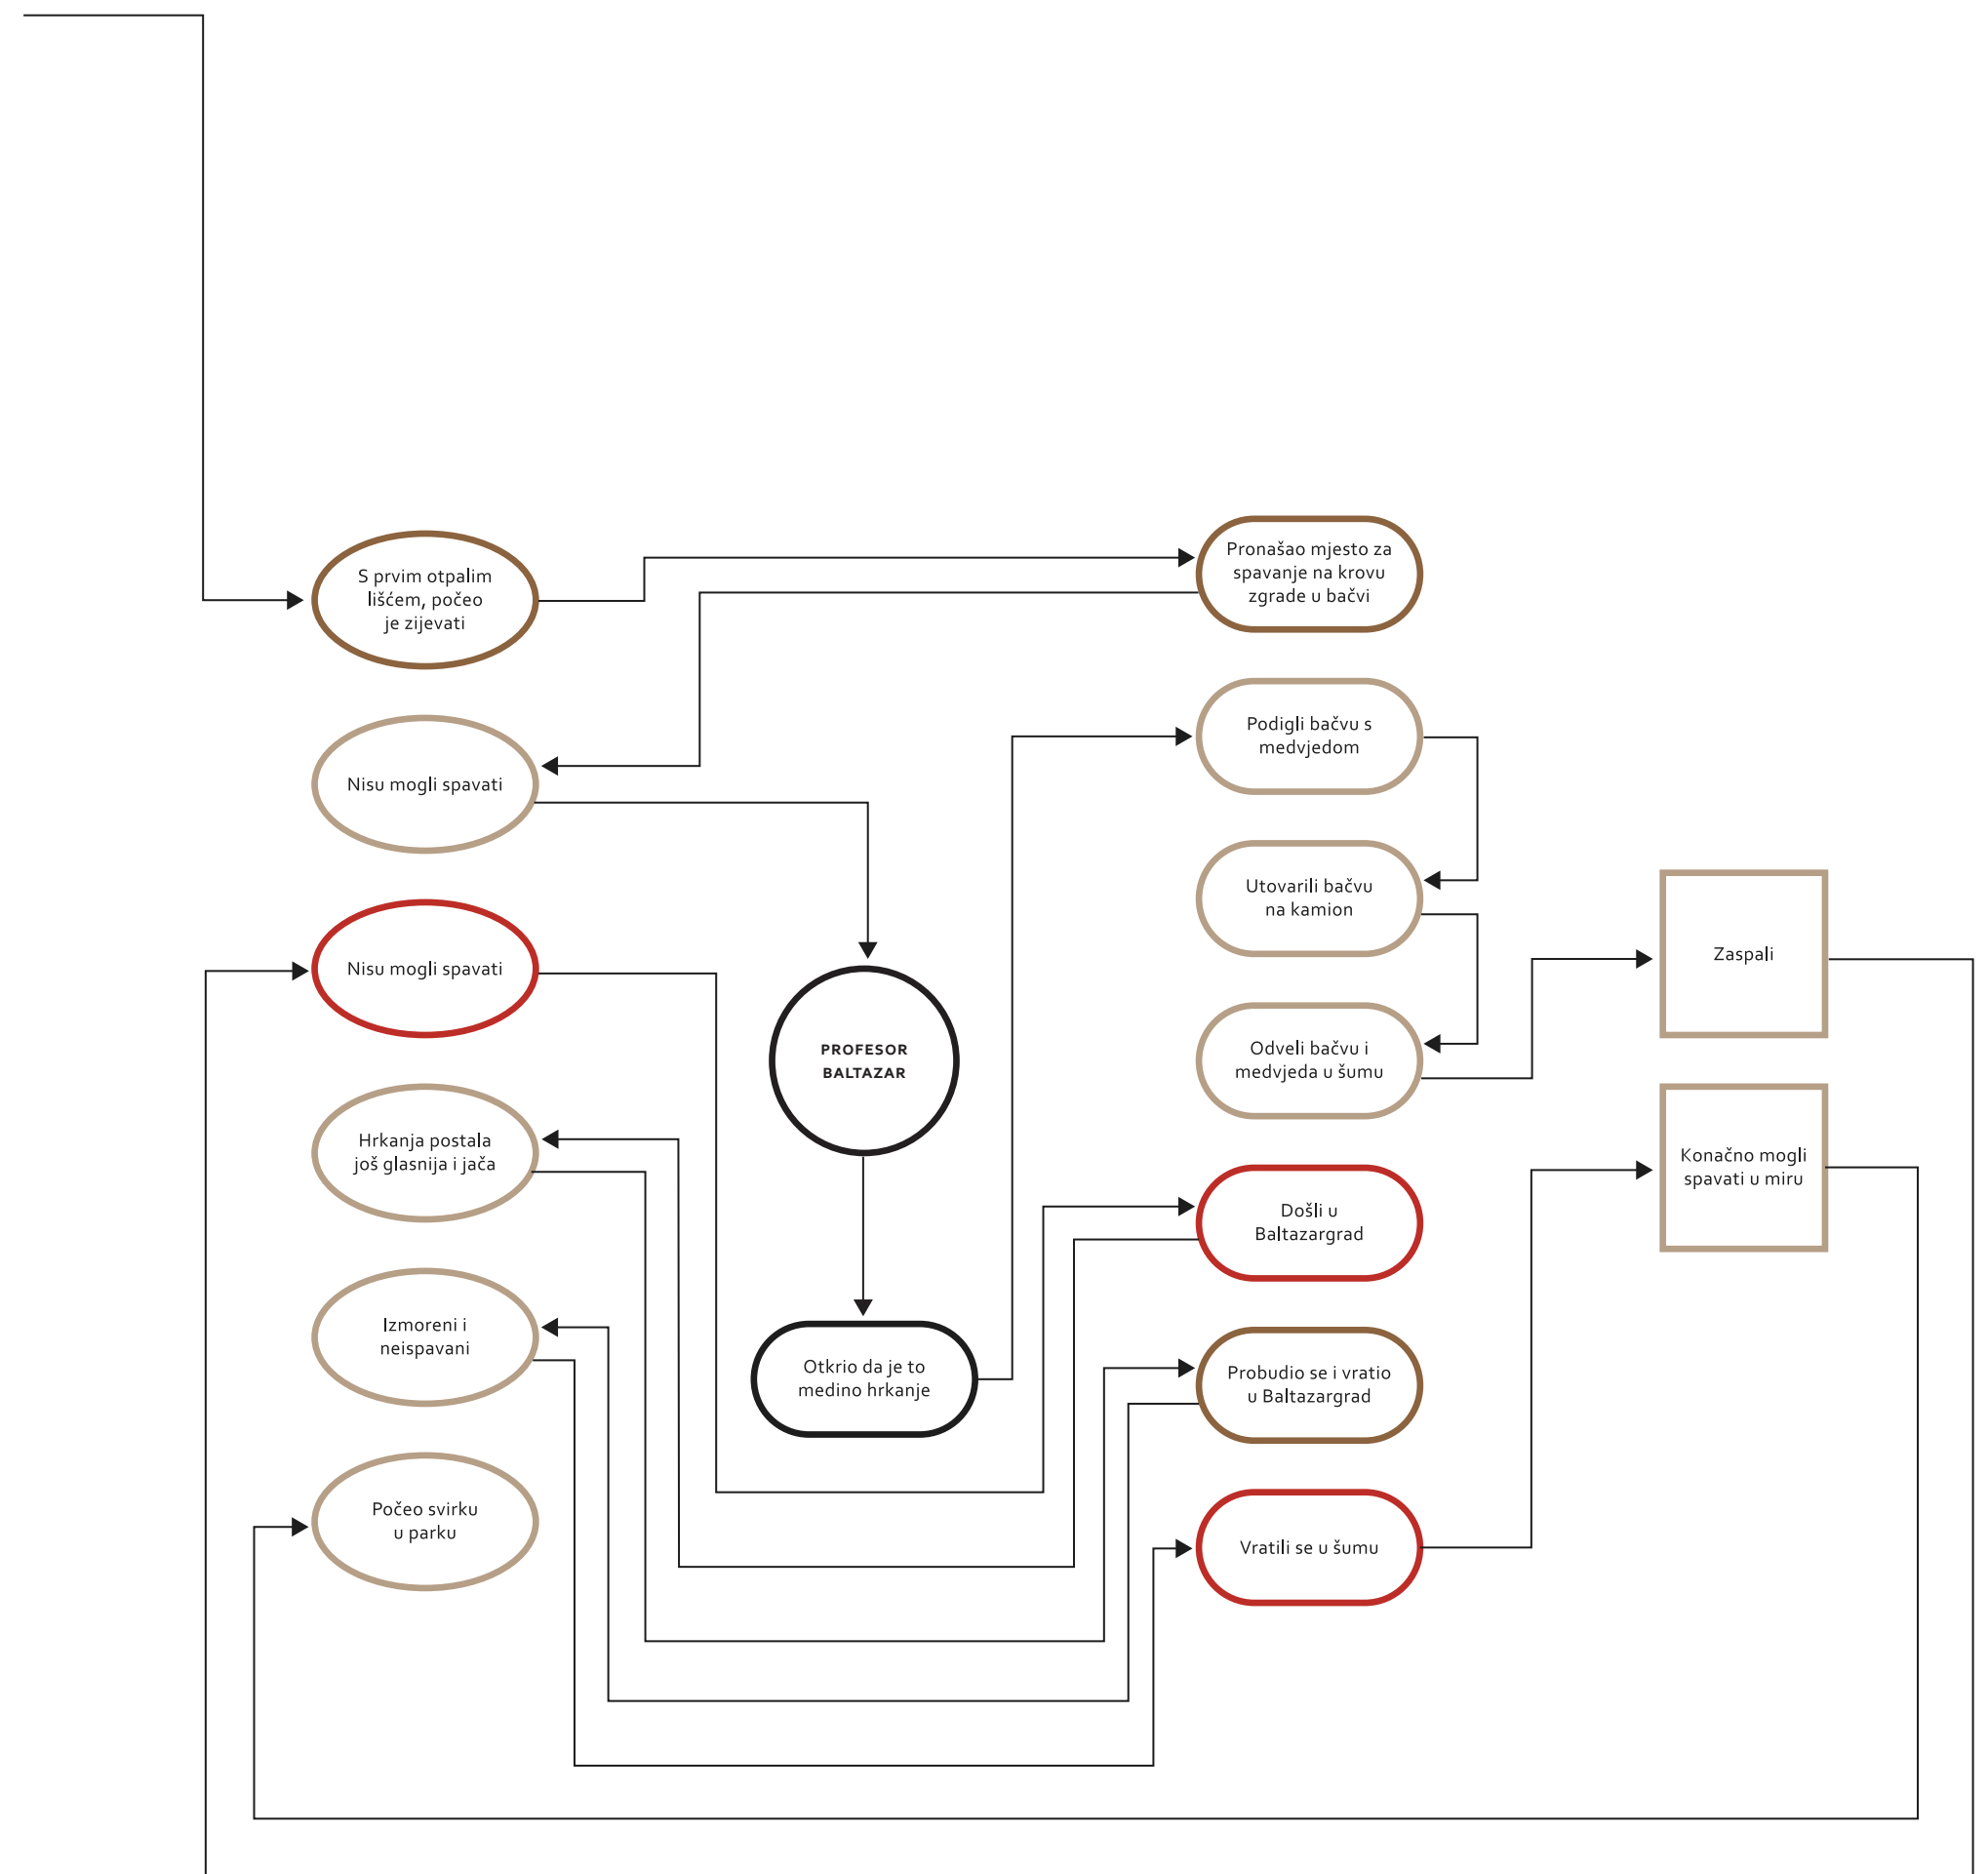 S prvim otpalim
lišćem, počeo
je zijevati
Nisu mogli spavati
Nisu mogli spavati
Hrkanja postala
još glasnija i jača
Izmoreni i
neispavani
Počeo svirku
u parku
PROFESOR
BALTAZAR
Otkrio da je to
medino hrkanje
Pronašao mjesto za
spavanje na krovu
zgrade u bačvi
Podigli bačvu s
medvjedom
Utovarili bačvu
na kamion
Odveli bačvu i
medvjeda u šumu
Došli u
Baltazargrad
Probudio se i vratio
u Baltazargrad
Vratili se u šumu
Zaspali
Konačno mogli
spavati u miru